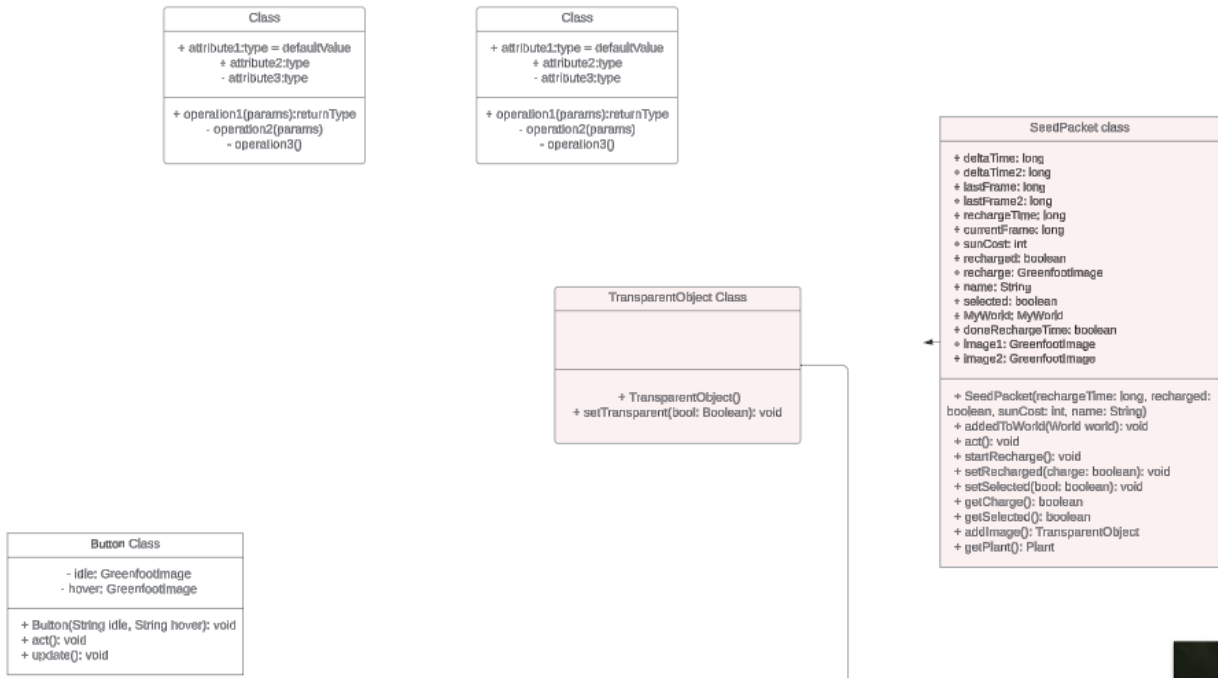 Class
+ attribute1:type = defaultValue
+ attribute2:type
- attribute3:type
+ operation1(params):returnType
- operation2(params)
- operation3()
Class
+ attribute1:type = defaultValue
+ attribute2:type
- attribute3:type
+ operation1(params):returnType
- operation2(params)
- operation3()
SeedPacket class
+ deltaTime: long
+ deltaTime2: long
+ lastFrame: long
+ lastFrame2: long
+ rechargeTime: long
+ currentFrame: long
+ sunCost: int
+ recharged: boolean
+ recharge: GreenfootImage
+ name: String
+ selected: boolean
+ MyWorld: MyWorld
+ doneRechargeTime: boolean
+ image1: GreenfootImage
+ image2: GreenfootImage
+ SeedPacket(rechargeTime: long, recharged:
boolean, sunCost: int, name: String)
+ addedToWorld(World world): void
+ act(): void
+ startRecharge(): void
+ setRecharged(charge: boolean): void
+ setSelected(bool: boolean): void
+ getCharge(): boolean
+ getSelected(): boolean
+ addImage(): TransparentObject
+ getPlant(): Plant
TransparentObject Class
+ TransparentObject()
+ setTransparent(bool: Boolean): void
Button Class
- idle: GreenfootImage
- hover: GreenfootImage
+ Button(String idle, String hover): void
+ act(): void
+ update(): void